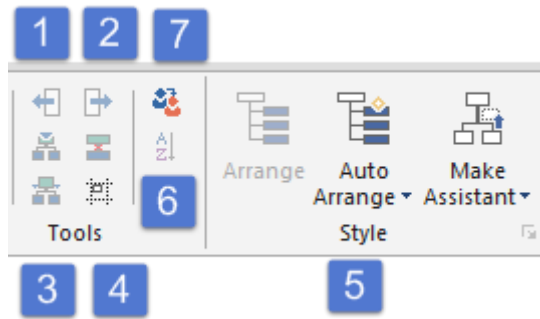 1 2 7
A
Z
6
Arrange
Auto
Arrange
Make
Assistant
Tools
Style
3 4 5